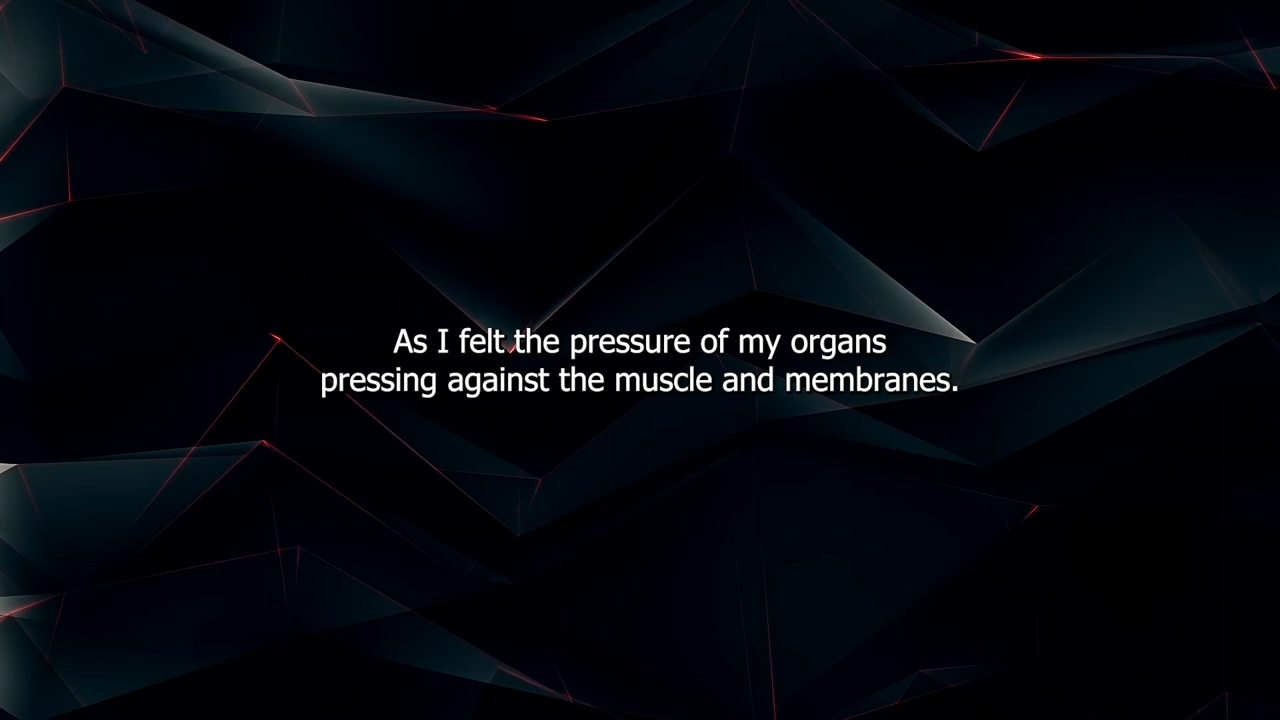 As I felt the pressure of my organs
pressing against the muscle and membranes.